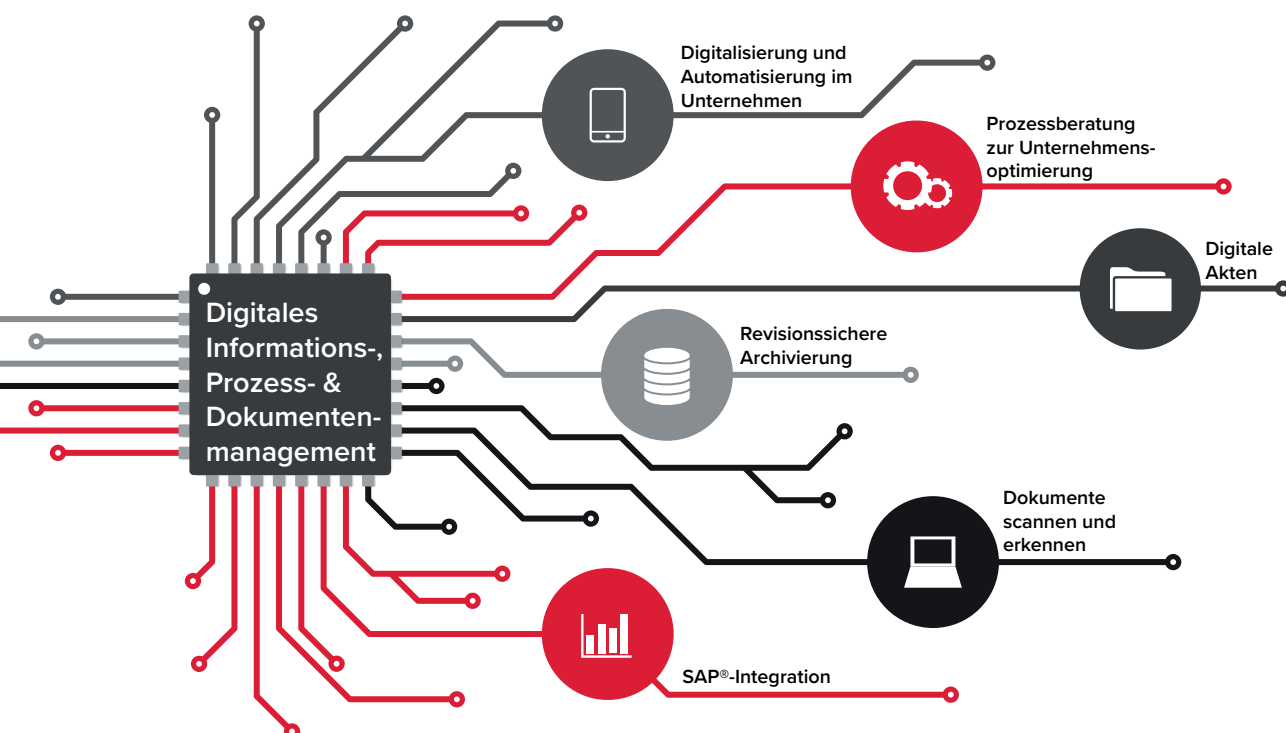 Digitalisierung und
Automatisierung im
Unternehmen
Prozessberatung
zur Unternehmens-
optimierung
Digitale
Akten
Digitales
Informations-,
Prozess- &
Dokumenten-
management
Revisionssichere
Archivierung
Dokumente
scannen und
erkennen
SAP®-Integration